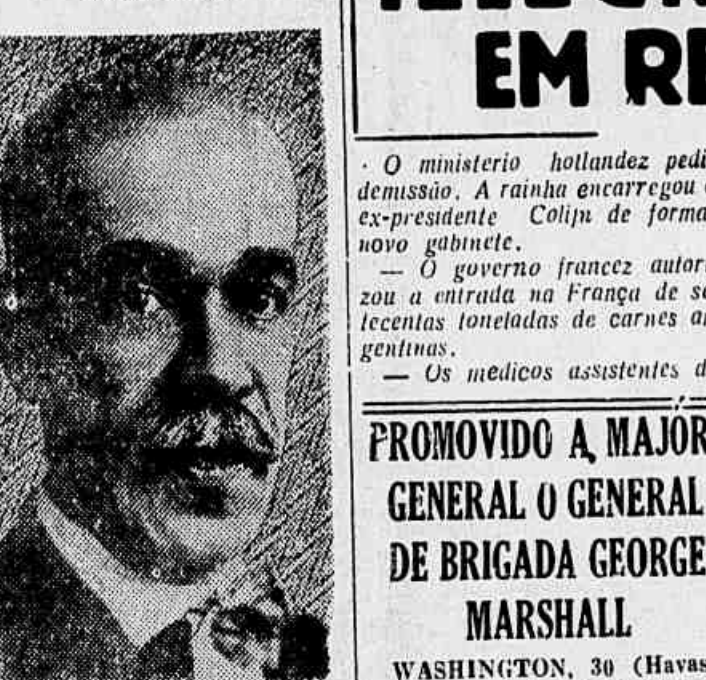 EM RE
· O ministerio hollandez pedi
demissão. A rainha encarregou
ex-presidente Colijn de forma
novo gabinete.
— O governo francez autori
zou a entrada na França de se
tecentas toneladas de carnes ar
gentinas.
— Os medicos assistentes d
PROMOVIDO A MAJOR
GENERAL O GENERAL
DE BRIGADA GEORGE
MARSHALL
WASHINGTON, 30 (Havas